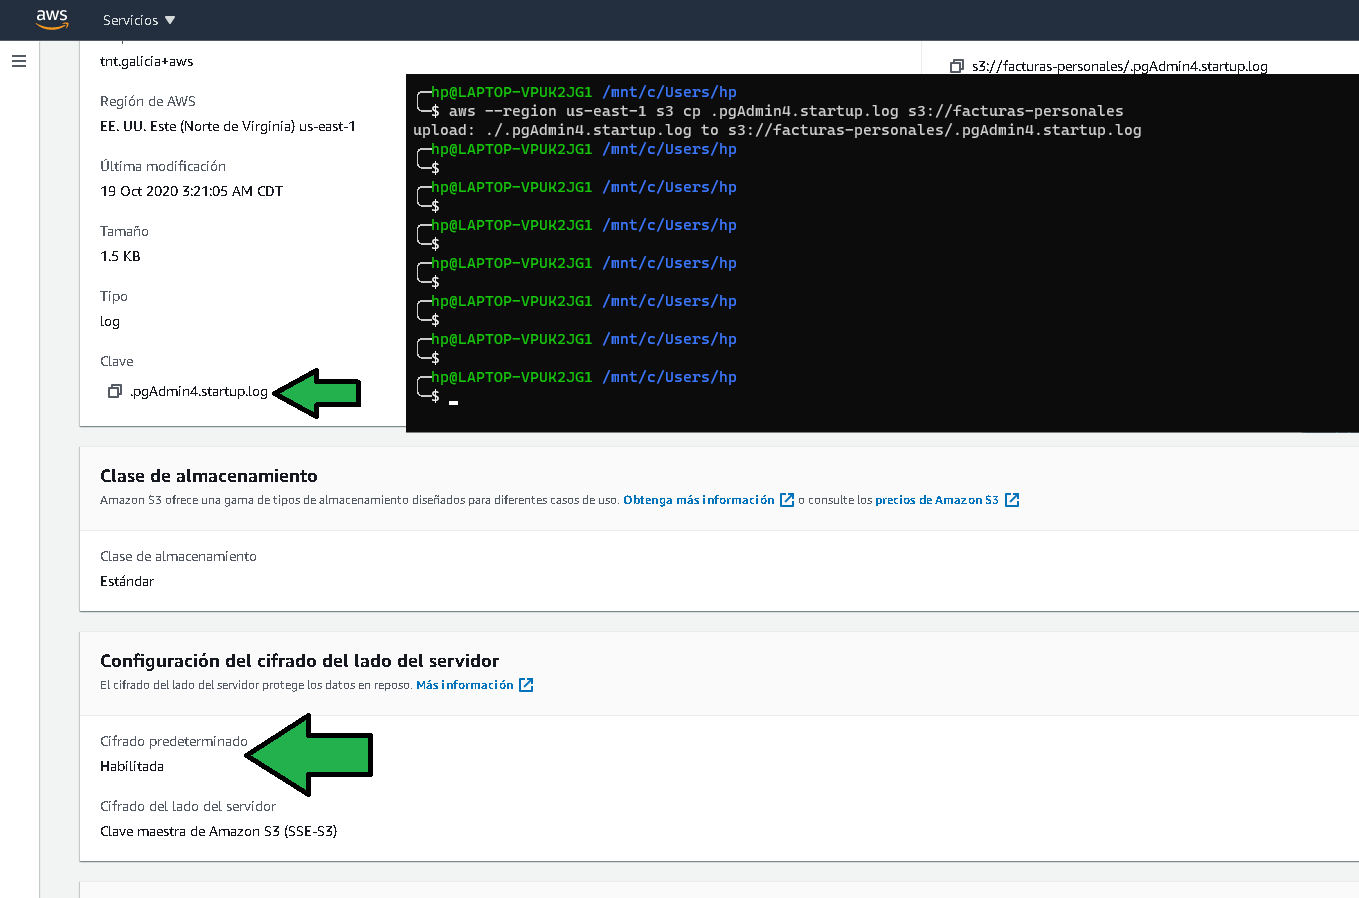 aws
Servicios ▼
tnt.galicia+aws
Región de AWS
EE. UU. Este (Norte de Virginia) us-east-1
Última modificación
19 Oct 2020 3:21:05 AM CDT
Tamaño
1.5 KB
Tipo
log
Clave
.pgAdmin4.startup.log
s3://facturas-personales/.pgAdmin4.startup.log
hp@LAPTOP-VPUK2JG1 /mnt/c/Users/hp
$ aws --region us-east-1 s3 cp .pgAdmin4.startup.log s3://facturas-personales
upload: ./.pgAdmin4.startup.log to s3://facturas-personales/.pgAdmin4.startup.log
hp@LAPTOP-VPUK2JG1 /mnt/c/Users/hp
$
hp@LAPTOP-VPUK2JG1 /mnt/c/Users/hp
$
hp@LAPTOP-VPUK2JG1 /mnt/c/Users/hp
$
hp@LAPTOP-VPUK2JG1 /mnt/c/Users/hp
$
hp@LAPTOP-VPUK2JG1 /mnt/c/Users/hp
$
hp@LAPTOP-VPUK2JG1 /mnt/c/Users/hp
$
hp@LAPTOP-VPUK2JG1 /mnt/c/Users/hp
$
Clase de almacenamiento
Amazon S3 ofrece una gama de tipos de almacenamiento diseñados para diferentes casos de uso. Obtenga más información o consulte los precios de Amazon S3
Clase de almacenamiento
Estándar
Configuración del cifrado del lado del servidor
El cifrado del lado del servidor protege los datos en reposo. Más información
Cifrado predeterminado
Habilitada
Cifrado del lado del servidor
Clave maestra de Amazon S3 (SSE-S3)